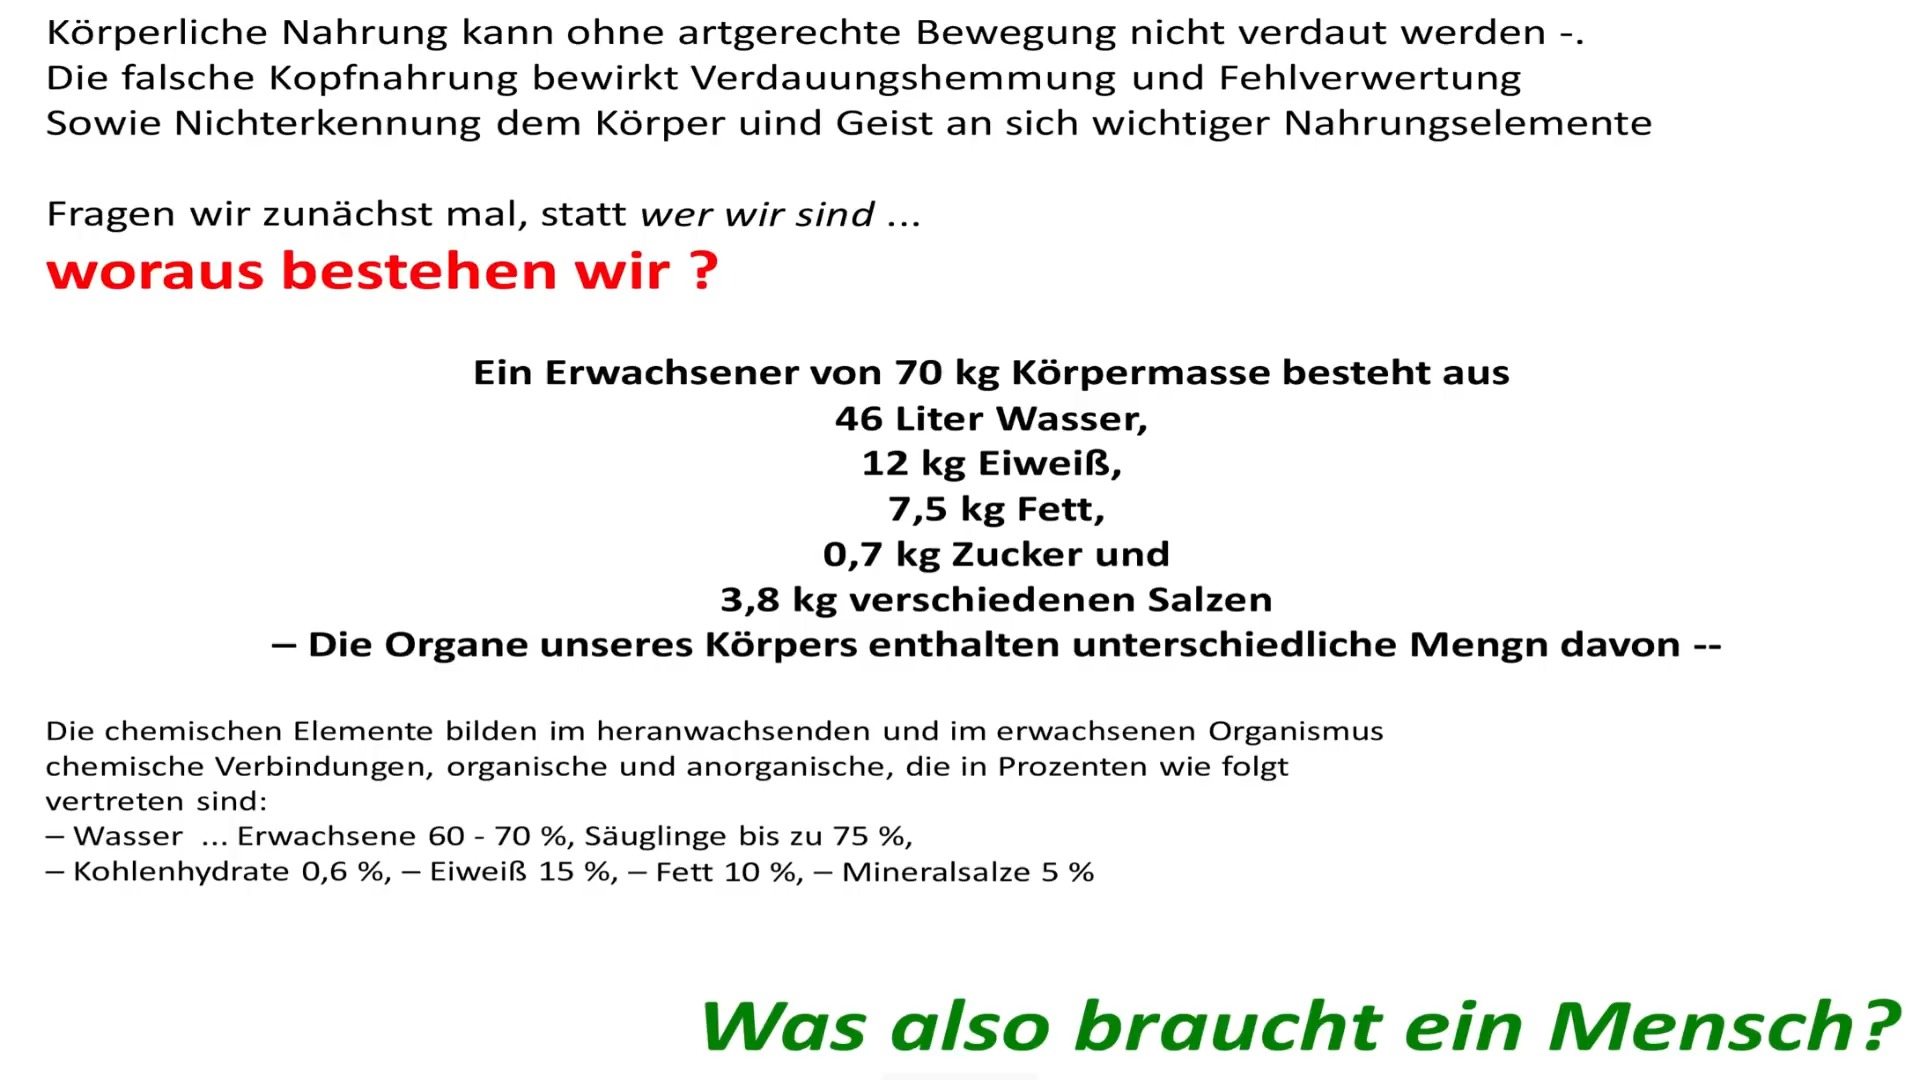 Körperliche Nahrung kann ohne artgerechte Bewegung nicht verdaut werden -.
Die falsche Kopfnahrung bewirkt Verdauungshemmung und Fehlverwertung
Sowie Nichterkennung dem Körper uind Geist an sich wichtiger Nahrungselemente
Fragen wir zunächst mal, statt wer wir sind ...
woraus bestehen wir ?
Ein Erwachsener von 70 kg Körpermasse besteht aus
46 Liter Wasser,
12 kg Eiweiß,
7,5 kg Fett,
0,7 kg Zucker und
3,8 kg verschiedenen Salzen
– Die Organe unseres Körpers enthalten unterschiedliche Mengn davon --
Die chemischen Elemente bilden im heranwachsenden und im erwachsenen Organismus
chemische Verbindungen, organische und anorganische, die in Prozenten wie folgt
vertreten sind:
– Wasser ... Erwachsene 60 - 70 %, Säuglinge bis zu 75 %,
– Kohlenhydrate 0,6 %, – Eiweiß 15 %, – Fett 10 %, – Mineralsalze 5 %
Was also braucht ein Mensch?